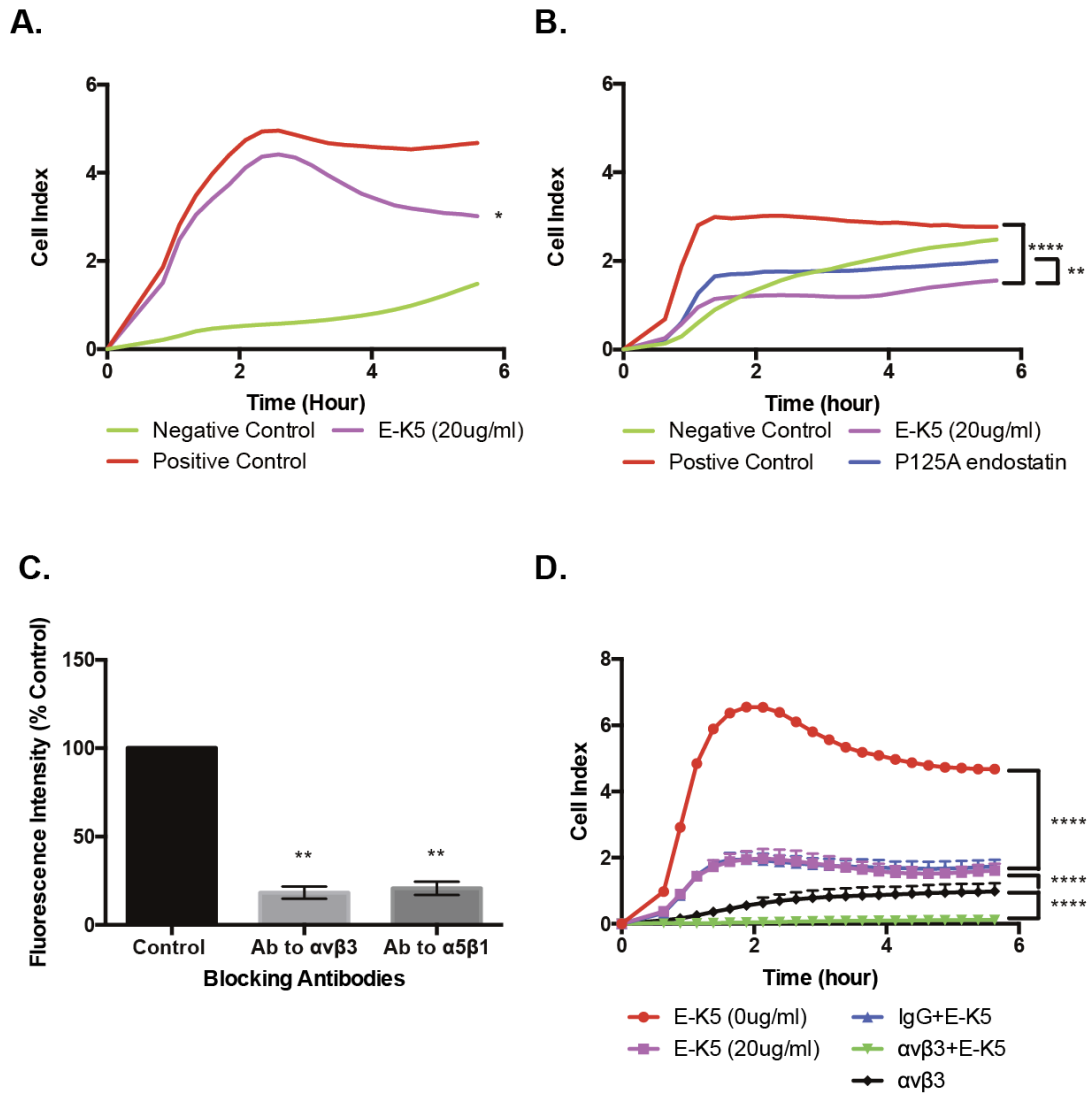 A.
6
4
2
0
Cell Index
0 2 4 6
Time (Hour)
*
Negative Control E-K5 (20ug/ml)
Positive Control
B.
6
4
2
0
Cell Index
0 2 4 6
Time (hour)
****
**
Negative Control E-K5 (20ug/ml)
Postive Control P125A endostatin
C.
Fluorescence Intensity (% Control)
150
100
50
0
** **
Control Ab to αvβ3 Ab to α5β1
Blocking Antibodies
D.
8
6
4
2
0
Cell Index
0 2 4 6
Time (hour)
****
****
****
E-K5 (0ug/ml) IgG+E-K5
E-K5 (20ug/ml) αvβ3+E-K5
αvβ3